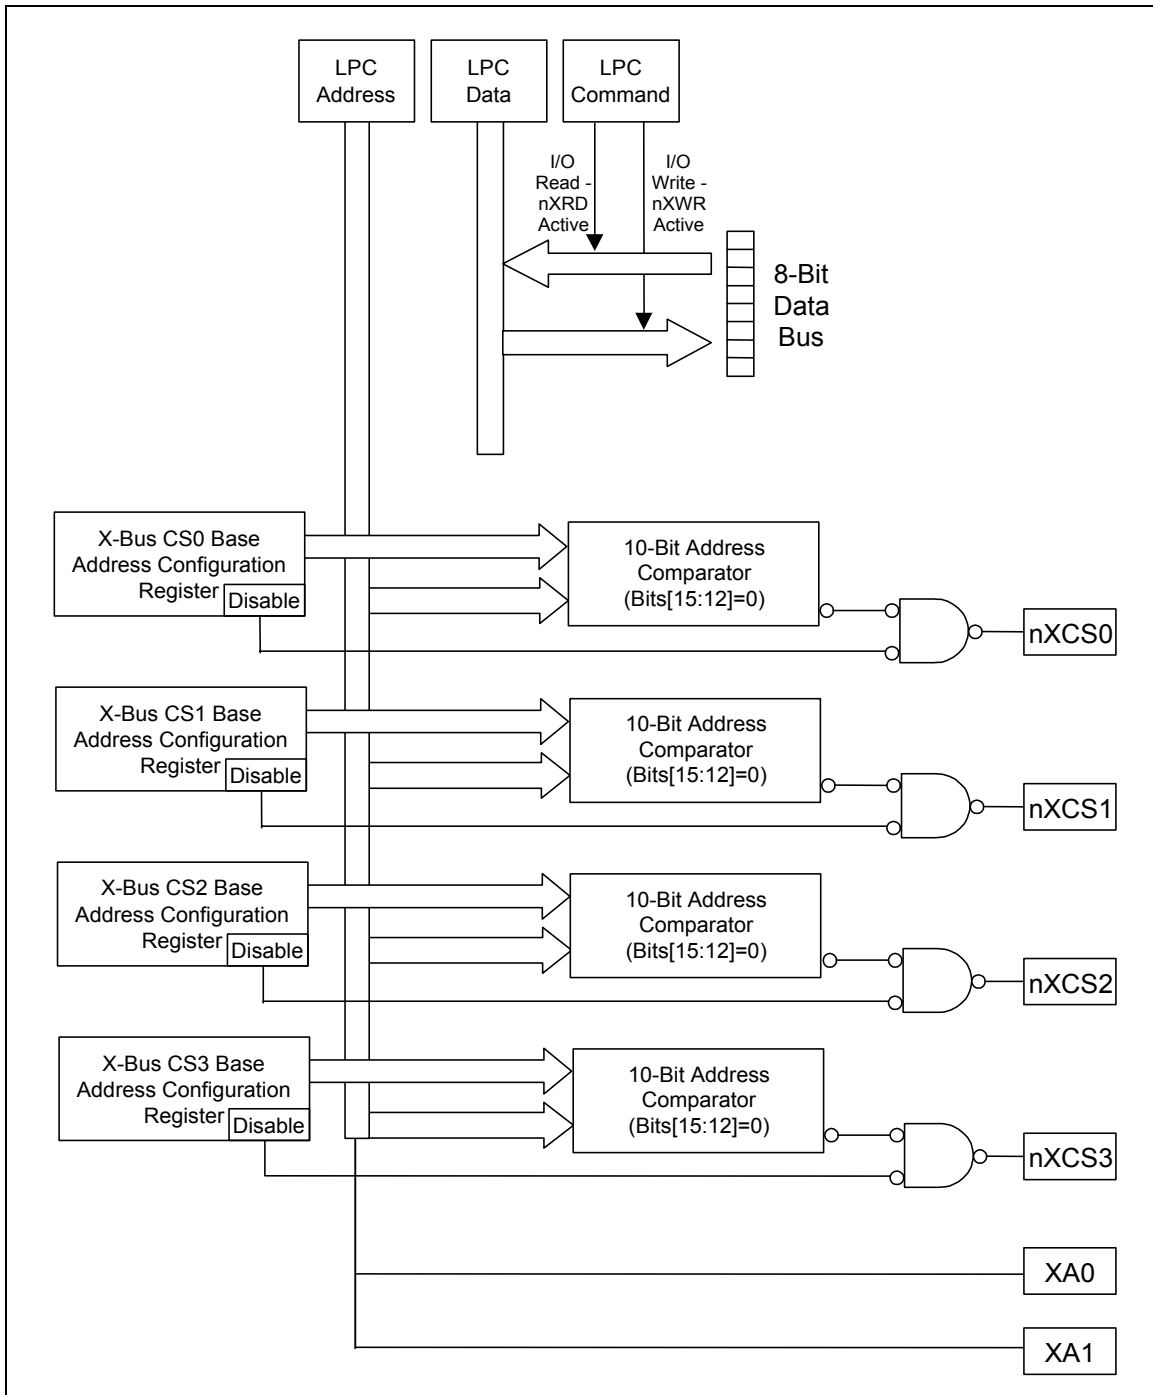 LPC
Address
LPC
Data
LPC
Command
I/O
Read -
nXRD
Active
I/O
Write -
nXWR
Active
8-Bit
Data
Bus
X-Bus CS0 Base
Address Configuration
Register
Disable
10-Bit Address
Comparator
(Bits[15:12]=0)
nXCS0
X-Bus CS1 Base
Address Configuration
Register
Disable
10-Bit Address
Comparator
(Bits[15:12]=0)
nXCS1
X-Bus CS2 Base
Address Configuration
Register
Disable
10-Bit Address
Comparator
(Bits[15:12]=0)
nXCS2
X-Bus CS3 Base
Address Configuration
Register
Disable
10-Bit Address
Comparator
(Bits[15:12]=0)
nXCS3
XA0
XA1